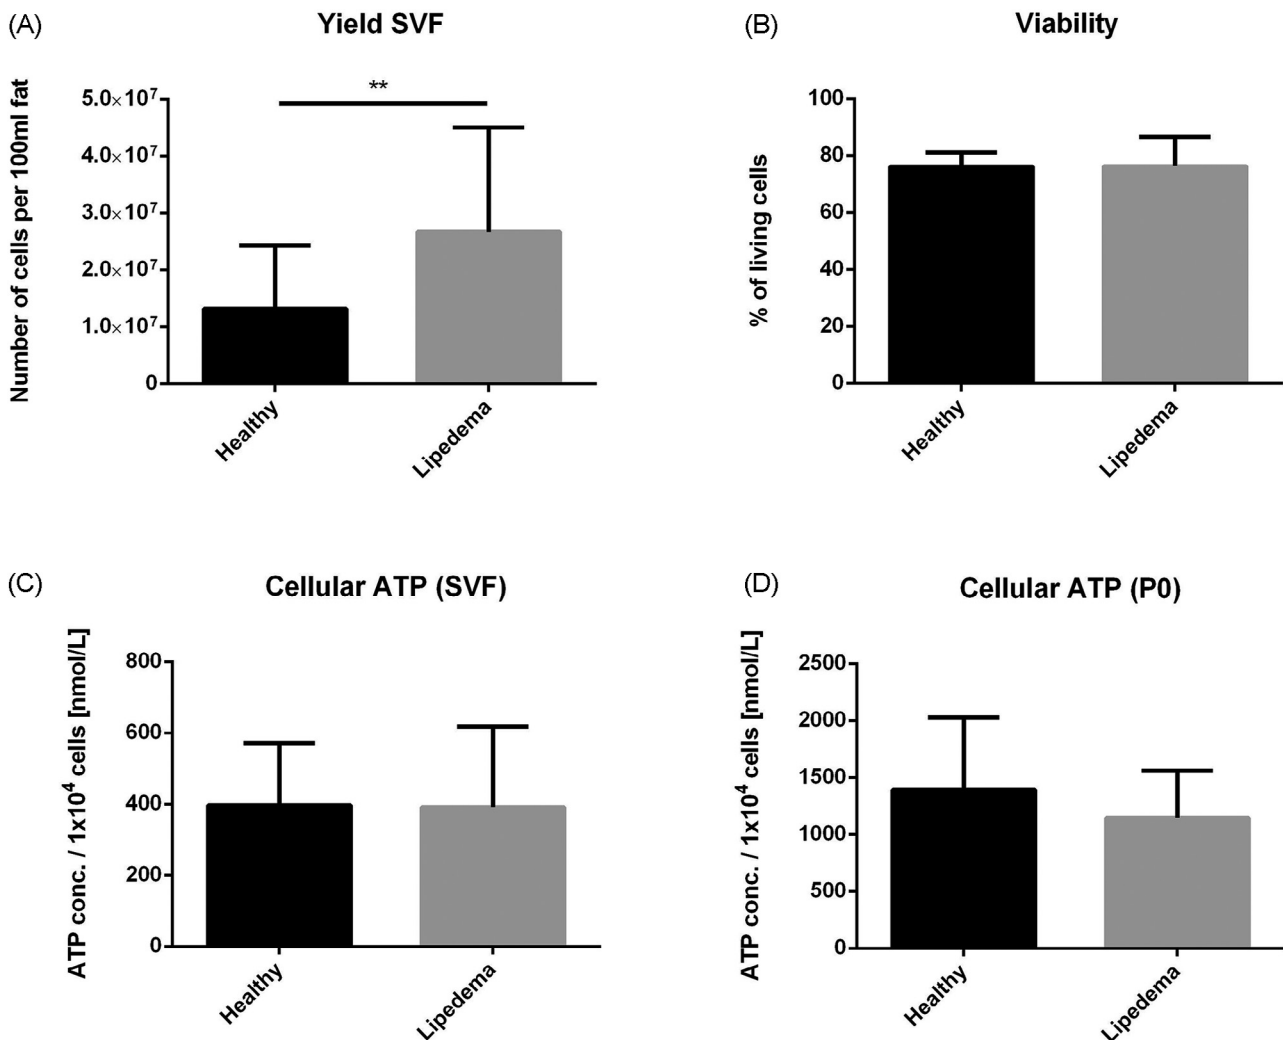 (A)
Yield SVF
Number of cells per 100ml fat
5.0×10⁷
4.0×10⁷
3.0×10⁷
2.0×10⁷
1.0×10⁷
0
**
Healthy
Lipedema
(B)
Viability
% of living cells
100
80
60
40
20
0
Healthy
Lipedema
(C)
Cellular ATP (SVF)
ATP conc. / 1x10⁴ cells [nmol/L]
800
600
400
200
0
Healthy
Lipedema
(D)
Cellular ATP (P0)
ATP conc. / 1x10⁴ cells [nmol/L]
2500
2000
1500
1000
500
0
Healthy
Lipedema